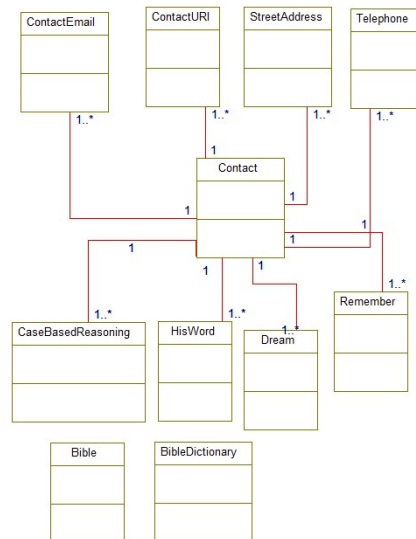 ContactEmail
ContactURI
StreetAddress
Telephone
1..*
1..*
1..*
1..*
1
Contact
1
1
1
1
1
1
1
1..*
1..*
1..*
1..*
CaseBasedReasoning
HisWord
Dream
Remember
Bible
BibleDictionary